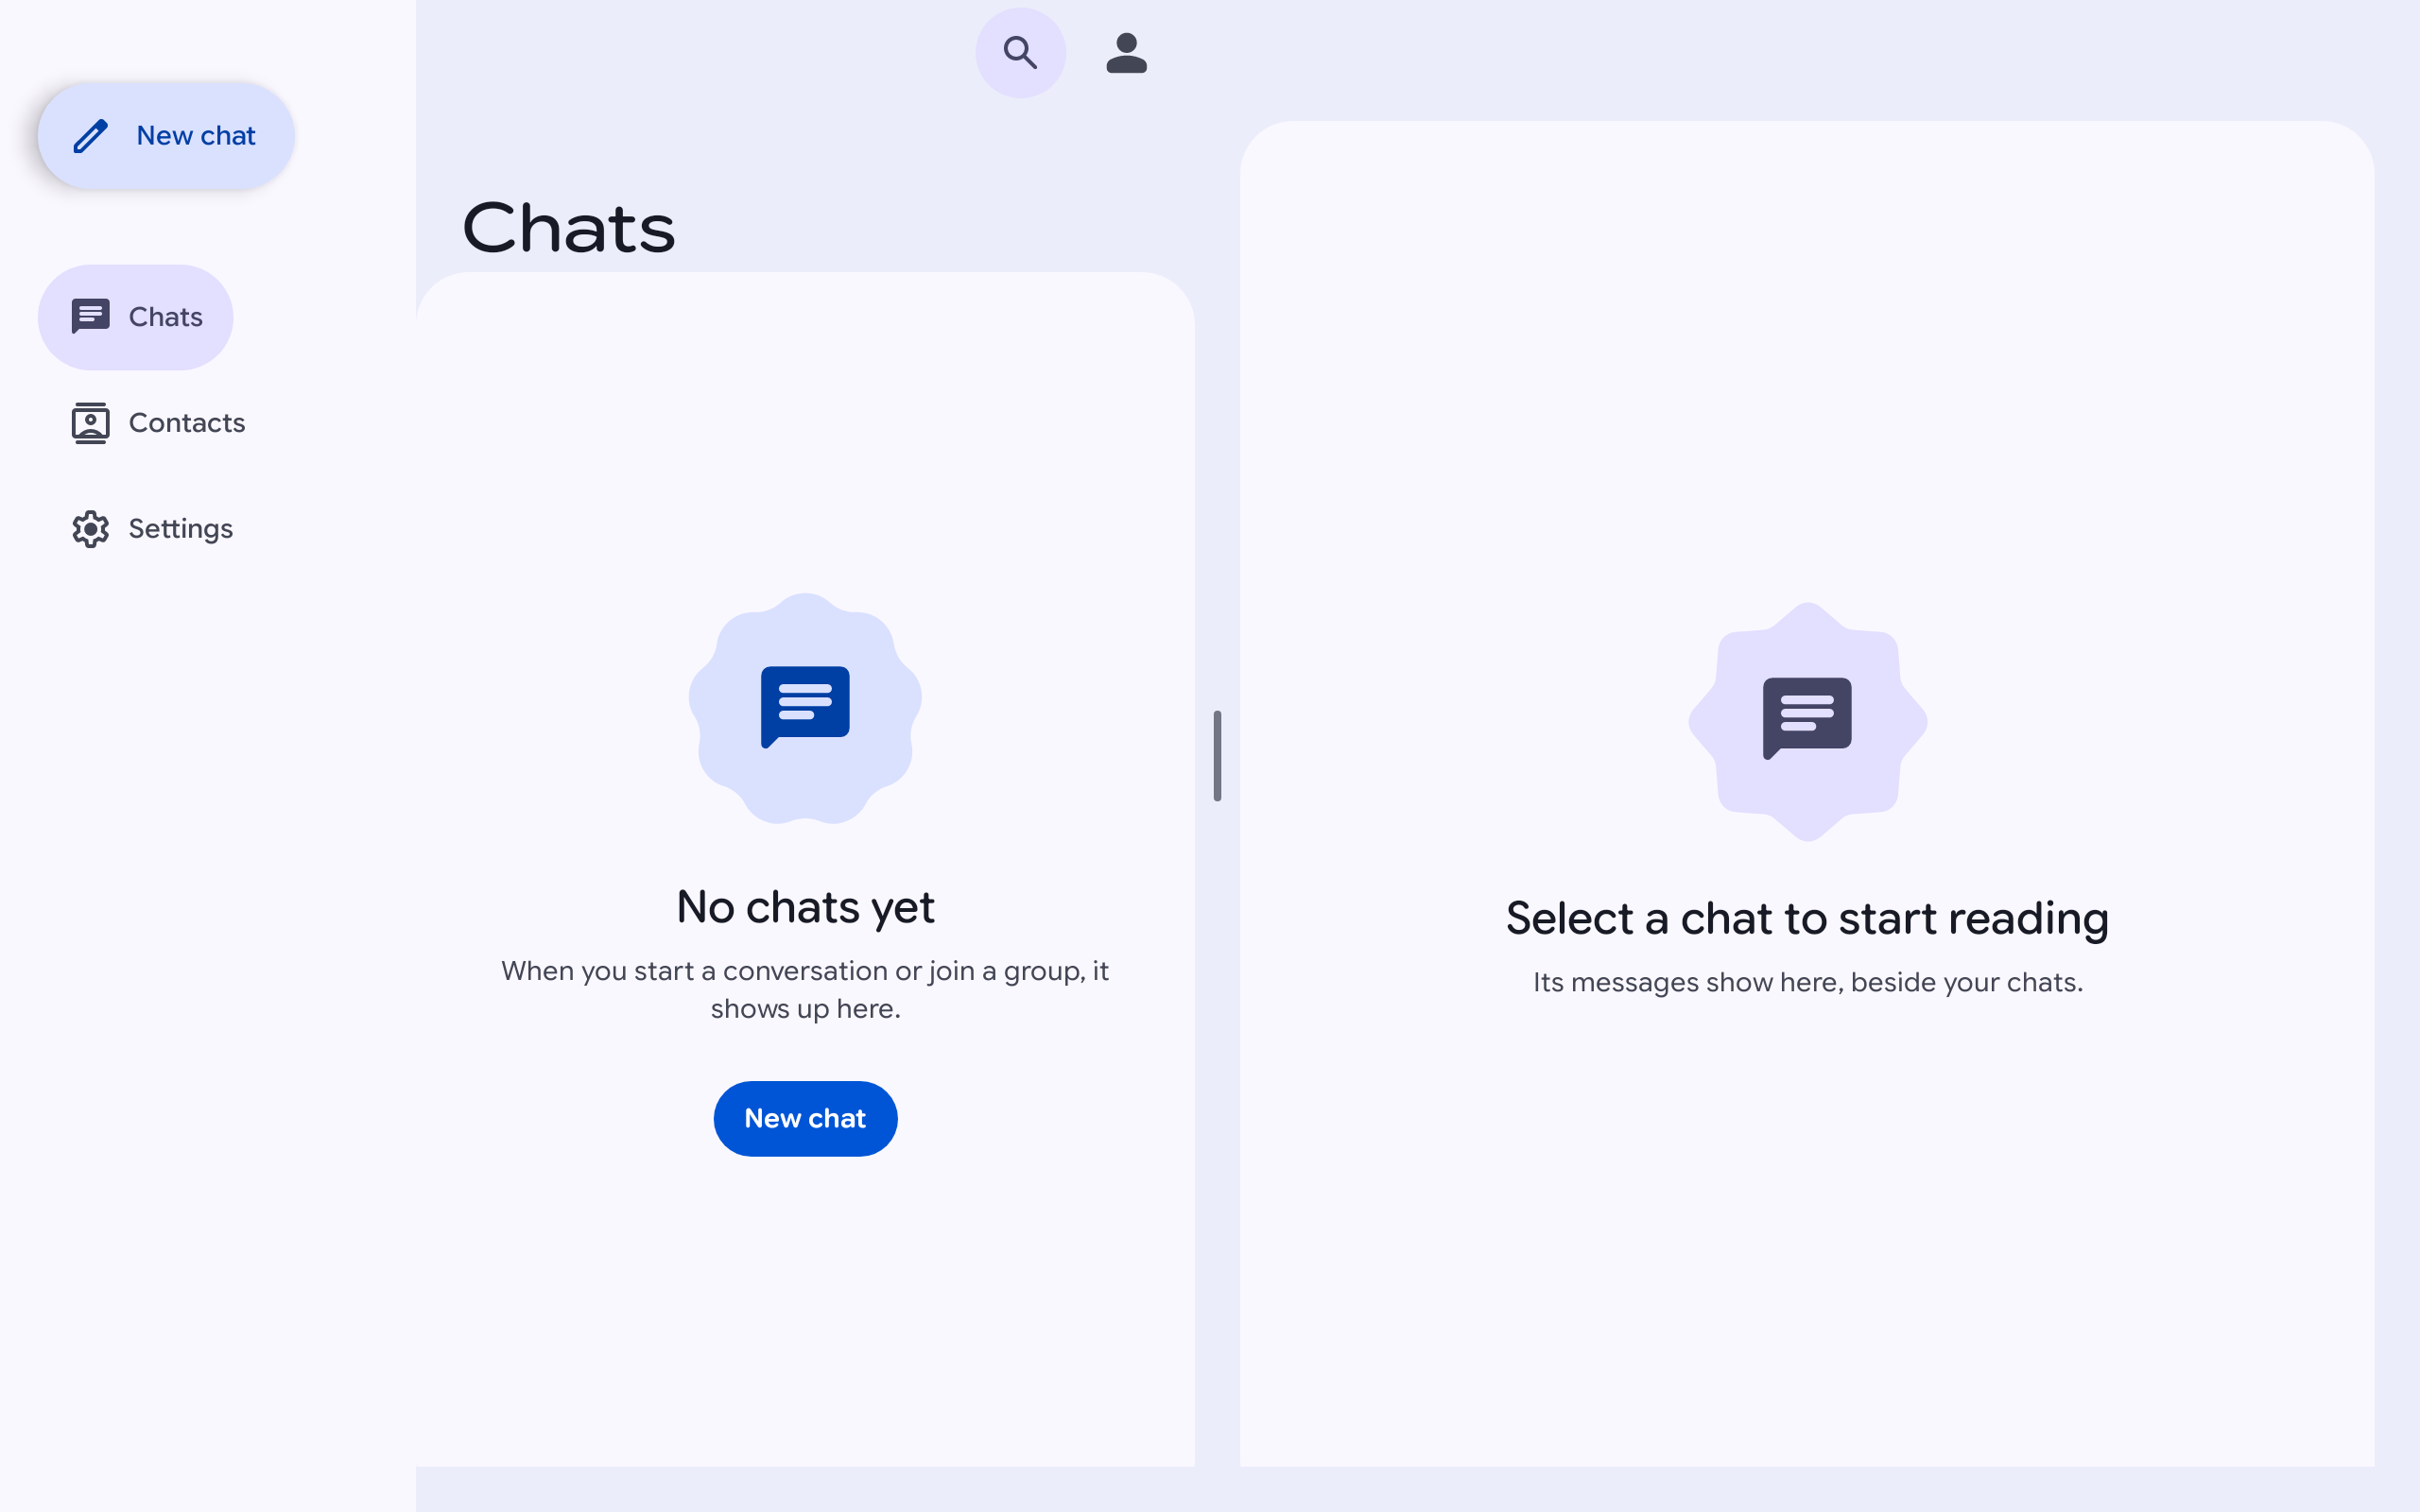 New chat
Chats
Contacts
Settings
Chats
No chats yet
When you start a conversation or join a group, it
shows up here.
New chat
Select a chat to start reading
Its messages show here, beside your chats.